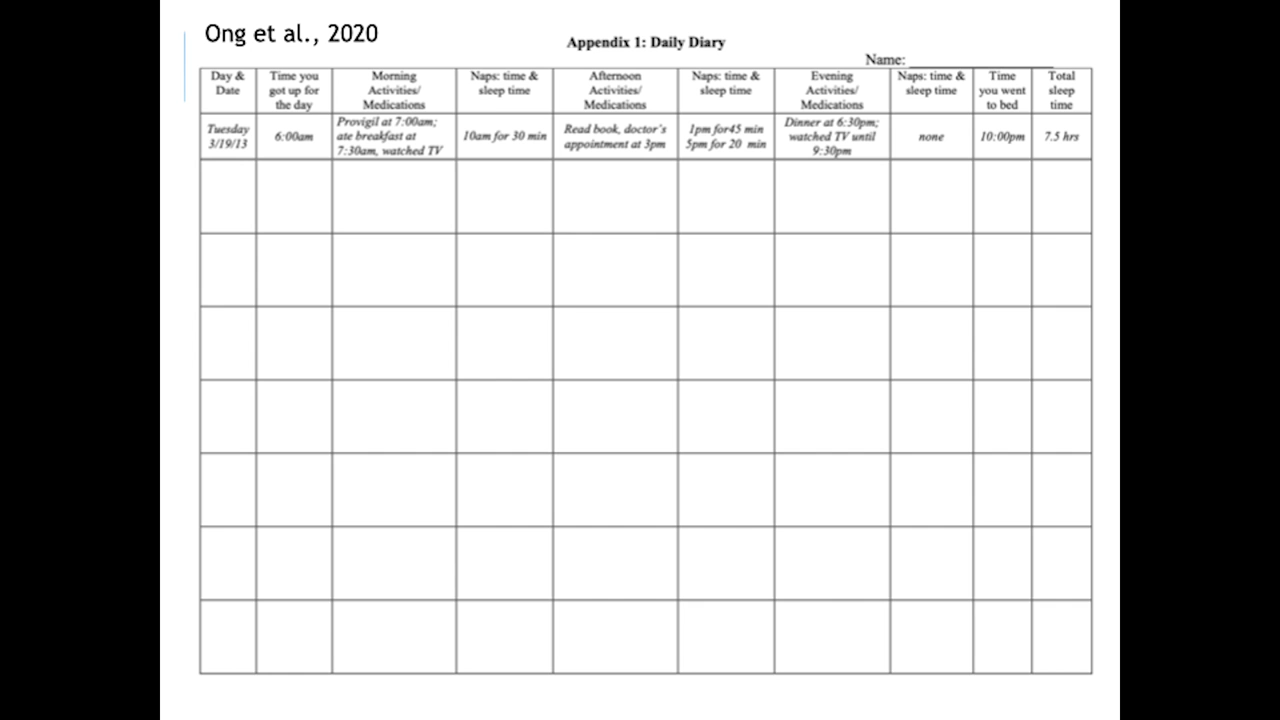 Ong et al., 2020
Appendix 1: Daily Diary
Name:
Day &
Date
Time you
got up for
the day
Morning
Activities/
Medications
Naps: time &
sleep time
Afternoon
Activities/
Medications
Naps: time &
sleep time
Evening
Activities/
Medications
Naps: time &
sleep time
Time
you went
to bed
Total
sleep
time
Tuesday
3/19/13
6:00am
Provigil at 7:00am;
ate breakfast at
7:30am, watched TV
10am for 30 min
Read book, doctor's
appointment at 3pm
1pm for45 min
5pm for 20 min
Dinner at 6:30pm;
watched TV until
9:30pm
none
10:00pm
7.5 hrs